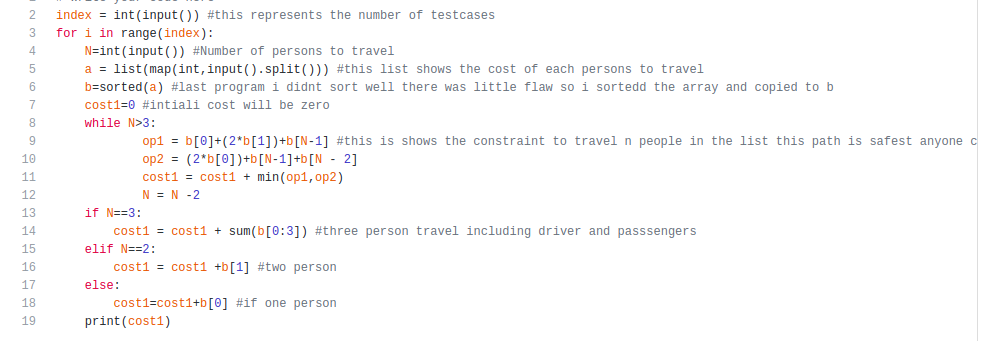 1 # Write your code here
2 index = int(input()) #this represents the number of testcases
3 for i in range(index):
4 N=int(input()) #Number of persons to travel
5 a = list(map(int,input().split())) #this list shows the cost of each persons to travel
6 b=sorted(a) #last program i didnt sort well there was little flaw so i sortedd the array and copied to b
7 cost1=0 #intiali cost will be zero
8 while N>3:
9 op1 = b[0]+(2*b[1])+b[N-1] #this is shows the constraint to travel n people in the list this path is safest anyone c
10 op2 = (2*b[0])+b[N-1]+b[N - 2]
11 cost1 = cost1 + min(op1,op2)
12 N = N -2
13 if N==3:
14 cost1 = cost1 + sum(b[0:3]) #three person travel including driver and passsengers
15 elif N==2:
16 cost1 = cost1 +b[1] #two person
17 else:
18 cost1=cost1+b[0] #if one person
19 print(cost1)